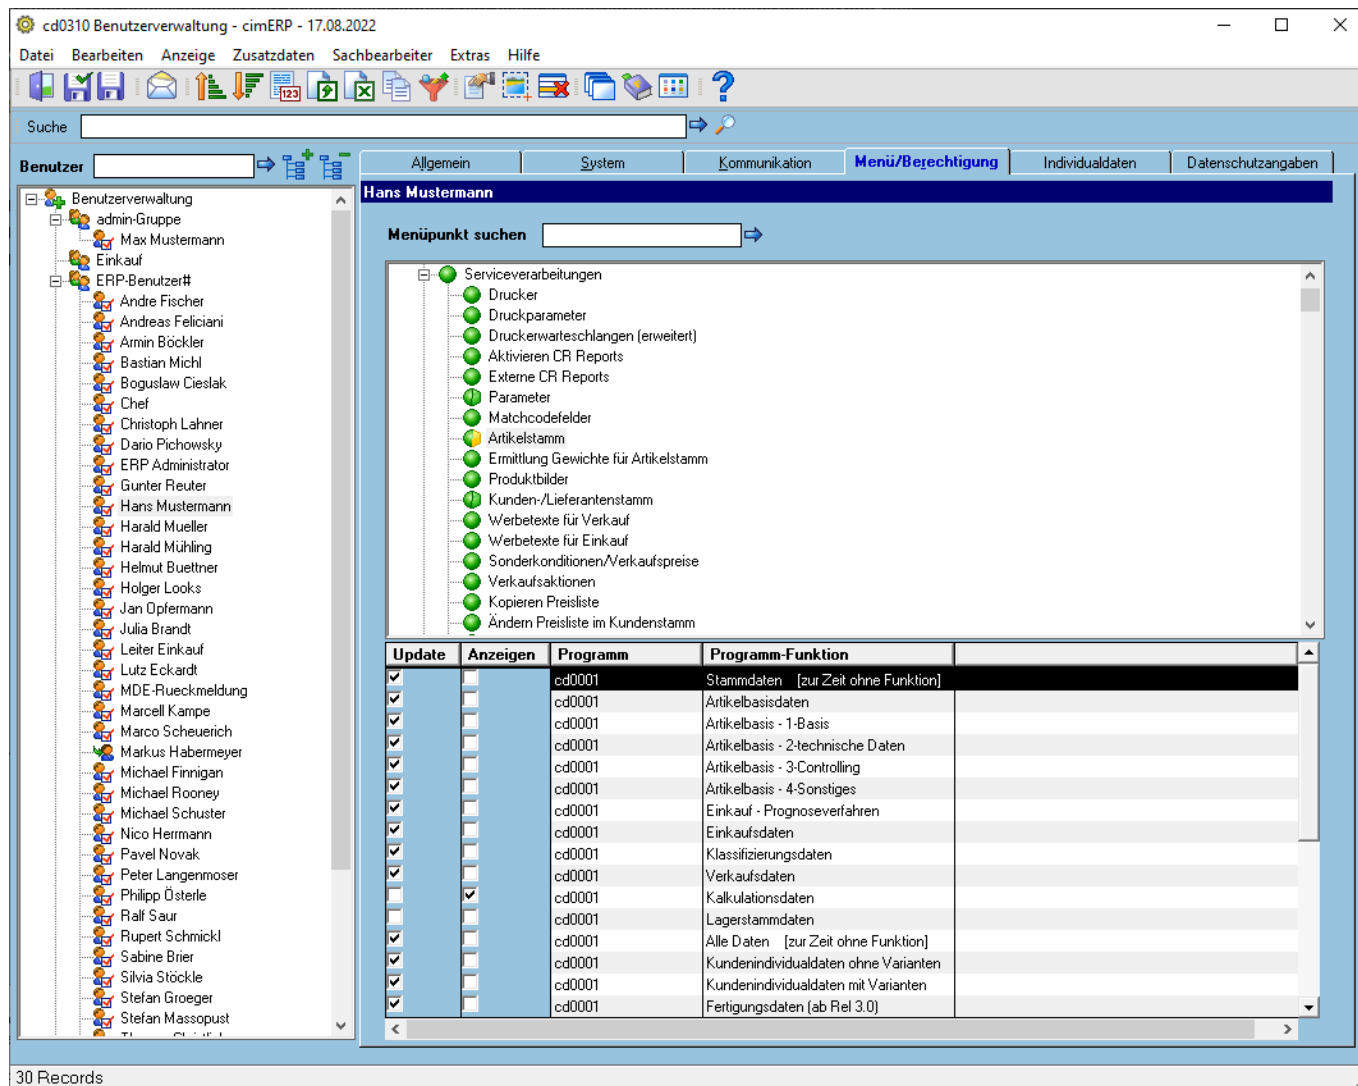 cd0310 Benutzerverwaltung - cimERP - 17.08.2022
Datei Bearbeiten Anzeige Zusatzdaten Sachbearbeiter Extras Hilfe
123
Suche
Benutzer
Allgemein System Kommunikation Menü/Berechtigung Individualdaten Datenschutzangaben
Benutzerverwaltung
admin-Gruppe
Max Mustermann
Einkauf
ERP-Benutzer#
Andre Fischer
Andreas Feliciani
Armin Böckler
Bastian Michl
Boguslaw Cieslak
Chef
Christoph Lahner
Dario Pichowsky
ERP Administrator
Gunter Reuter
Hans Mustermann
Harald Mueller
Harald Mühling
Helmut Buettner
Holger Looks
Jan Opfermann
Julia Brandt
Leiter Einkauf
Lutz Eckardt
MDE-Rueckmeldung
Marcell Kampe
Marco Scheuerich
Markus Habermeyer
Michael Finnigan
Michael Rooney
Michael Schuster
Nico Herrmann
Pavel Novak
Peter Langenmoser
Philipp Österle
Ralf Saur
Rupert Schmickl
Sabine Brier
Silvia Stöckle
Stefan Groeger
Stefan Massopust
Hans Mustermann
Menüpunkt suchen
Serviceverarbeitungen
Drucker
Druckparameter
Druckerwarteschlangen (erweitert)
Aktivieren CR Reports
Externe CR Reports
Parameter
Matchcodefelder
Artikelstamm
Ermittlung Gewichte für Artikelstamm
Produktbilder
Kunden-/Lieferantenstamm
Werbetexte für Verkauf
Werbetexte für Einkauf
Sonderkonditionen/Verkaufspreise
Verkaufsaktionen
Kopieren Preisliste
Ändern Preisliste im Kundenstamm
Update Anzeigen Programm Programm-Funktion
cd0001 Stammdaten [zur Zeit ohne Funktion]
cd0001 Artikelbasisdaten
cd0001 Artikelbasis - 1-Basis
cd0001 Artikelbasis - 2-technische Daten
cd0001 Artikelbasis - 3-Controlling
cd0001 Artikelbasis - 4-Sonstiges
cd0001 Einkauf - Prognoseverfahren
cd0001 Einkaufsdaten
cd0001 Klassifizierungsdaten
cd0001 Verkaufsdaten
cd0001 Kalkulationsdaten
cd0001 Lagerstammdaten
cd0001 Alle Daten [zur Zeit ohne Funktion]
cd0001 Kundenindividualdaten ohne Varianten
cd0001 Kundenindividualdaten mit Varianten
cd0001 Fertigungsdaten (ab Rel 3.0)
30 Records